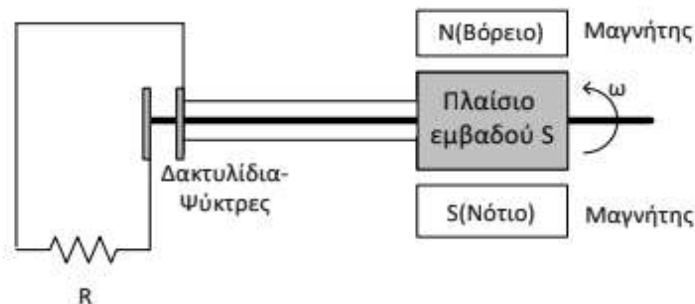 N(Βόρειο)
Μαγνήτης
Πλαίσιο
εμβαδού S
ω
Δακτυλίδια-
Ψύκτρες
S(Νότιο)
Μαγνήτης
R